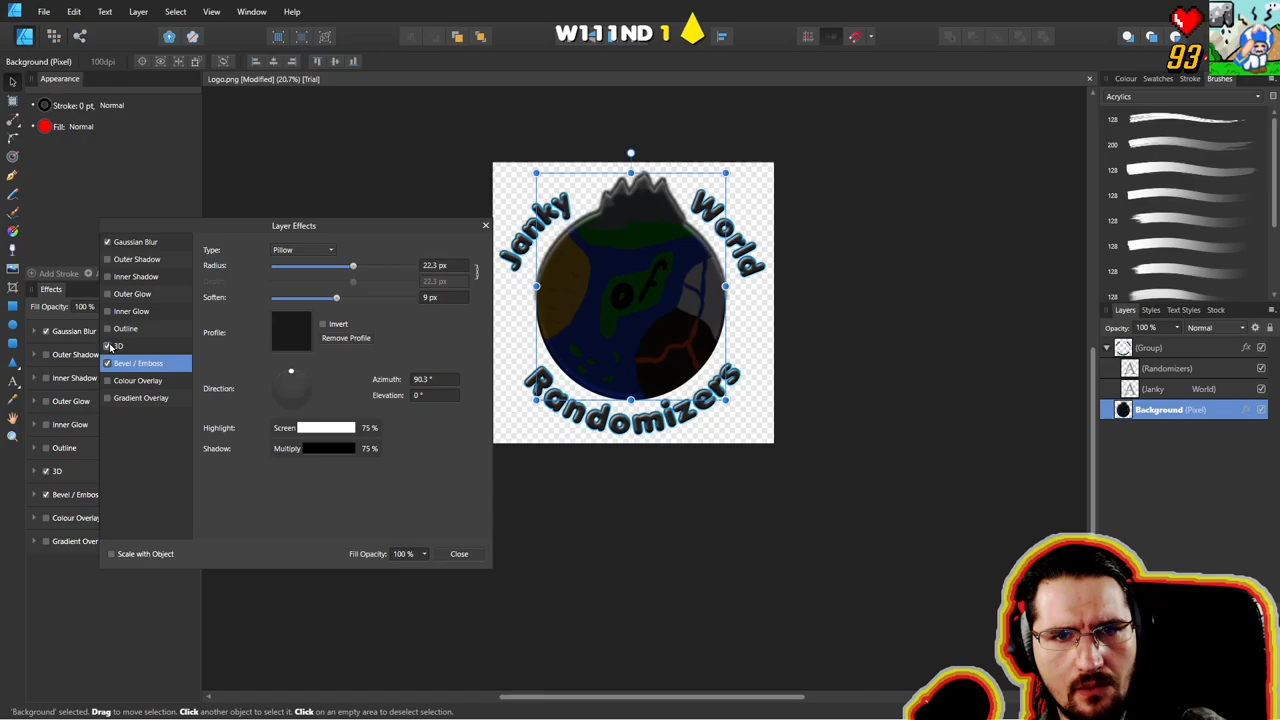 File Edit Text Layer Select View Window Help
W111ND 1
93
Background (Pixel) 100dpi
Appearance
Logo.png [Modified] (20.7%) [Trial]
Colour Swatches Stroke Brushes
Stroke: 0 pt, Normal
Fill: Normal
Acrylics
128
200
128
128
128
128
128
128
Janky World
of
Randomizers
Layer Effects
Gaussian Blur
Outer Shadow
Inner Shadow
Outer Glow
Inner Glow
Outline
3D
Bevel / Emboss
Colour Overlay
Gradient Overlay
Type: Pillow
Radius: 22.3 px
22.3 px
Soften: 9 px
Profile: Invert
Remove Profile
Direction: Azimuth: 90.3 °
Elevation: 0 °
Highlight: Screen 75 %
Shadow: Multiply 75 %
Scale with Object Fill Opacity: 100 % Close
Add Stroke
Effects
Fill Opacity: 100 %
Gaussian Blur
Outer Shadow
Inner Shadow
Outer Glow
Inner Glow
Outline
3D
Bevel / Embos
Colour Overlay
Gradient Over
Layers Styles Text Styles Stock
Opacity: 100 % Normal
(Group)
(Randomizers)
(Janky World)
Background (Pixel)
'Background' selected. Drag to move selection. Click another object to select it. Click on an empty area to deselect selection.